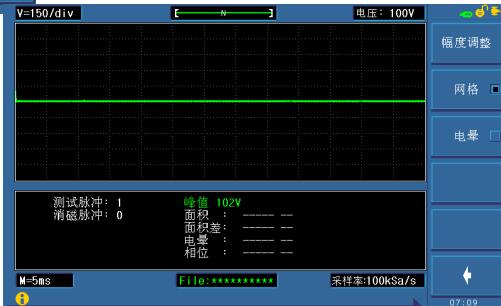 V=150/div
N
电压: 100V
幅度调整
网格
电晕
测试脉冲: 1
消磁脉冲: 0
峰值 102V
面积 : ----- --
面积差: ----- --
电晕 : ----- --
相位 : ----- --
M=5ms
File:**********
采样率:100kSa/s
07:09